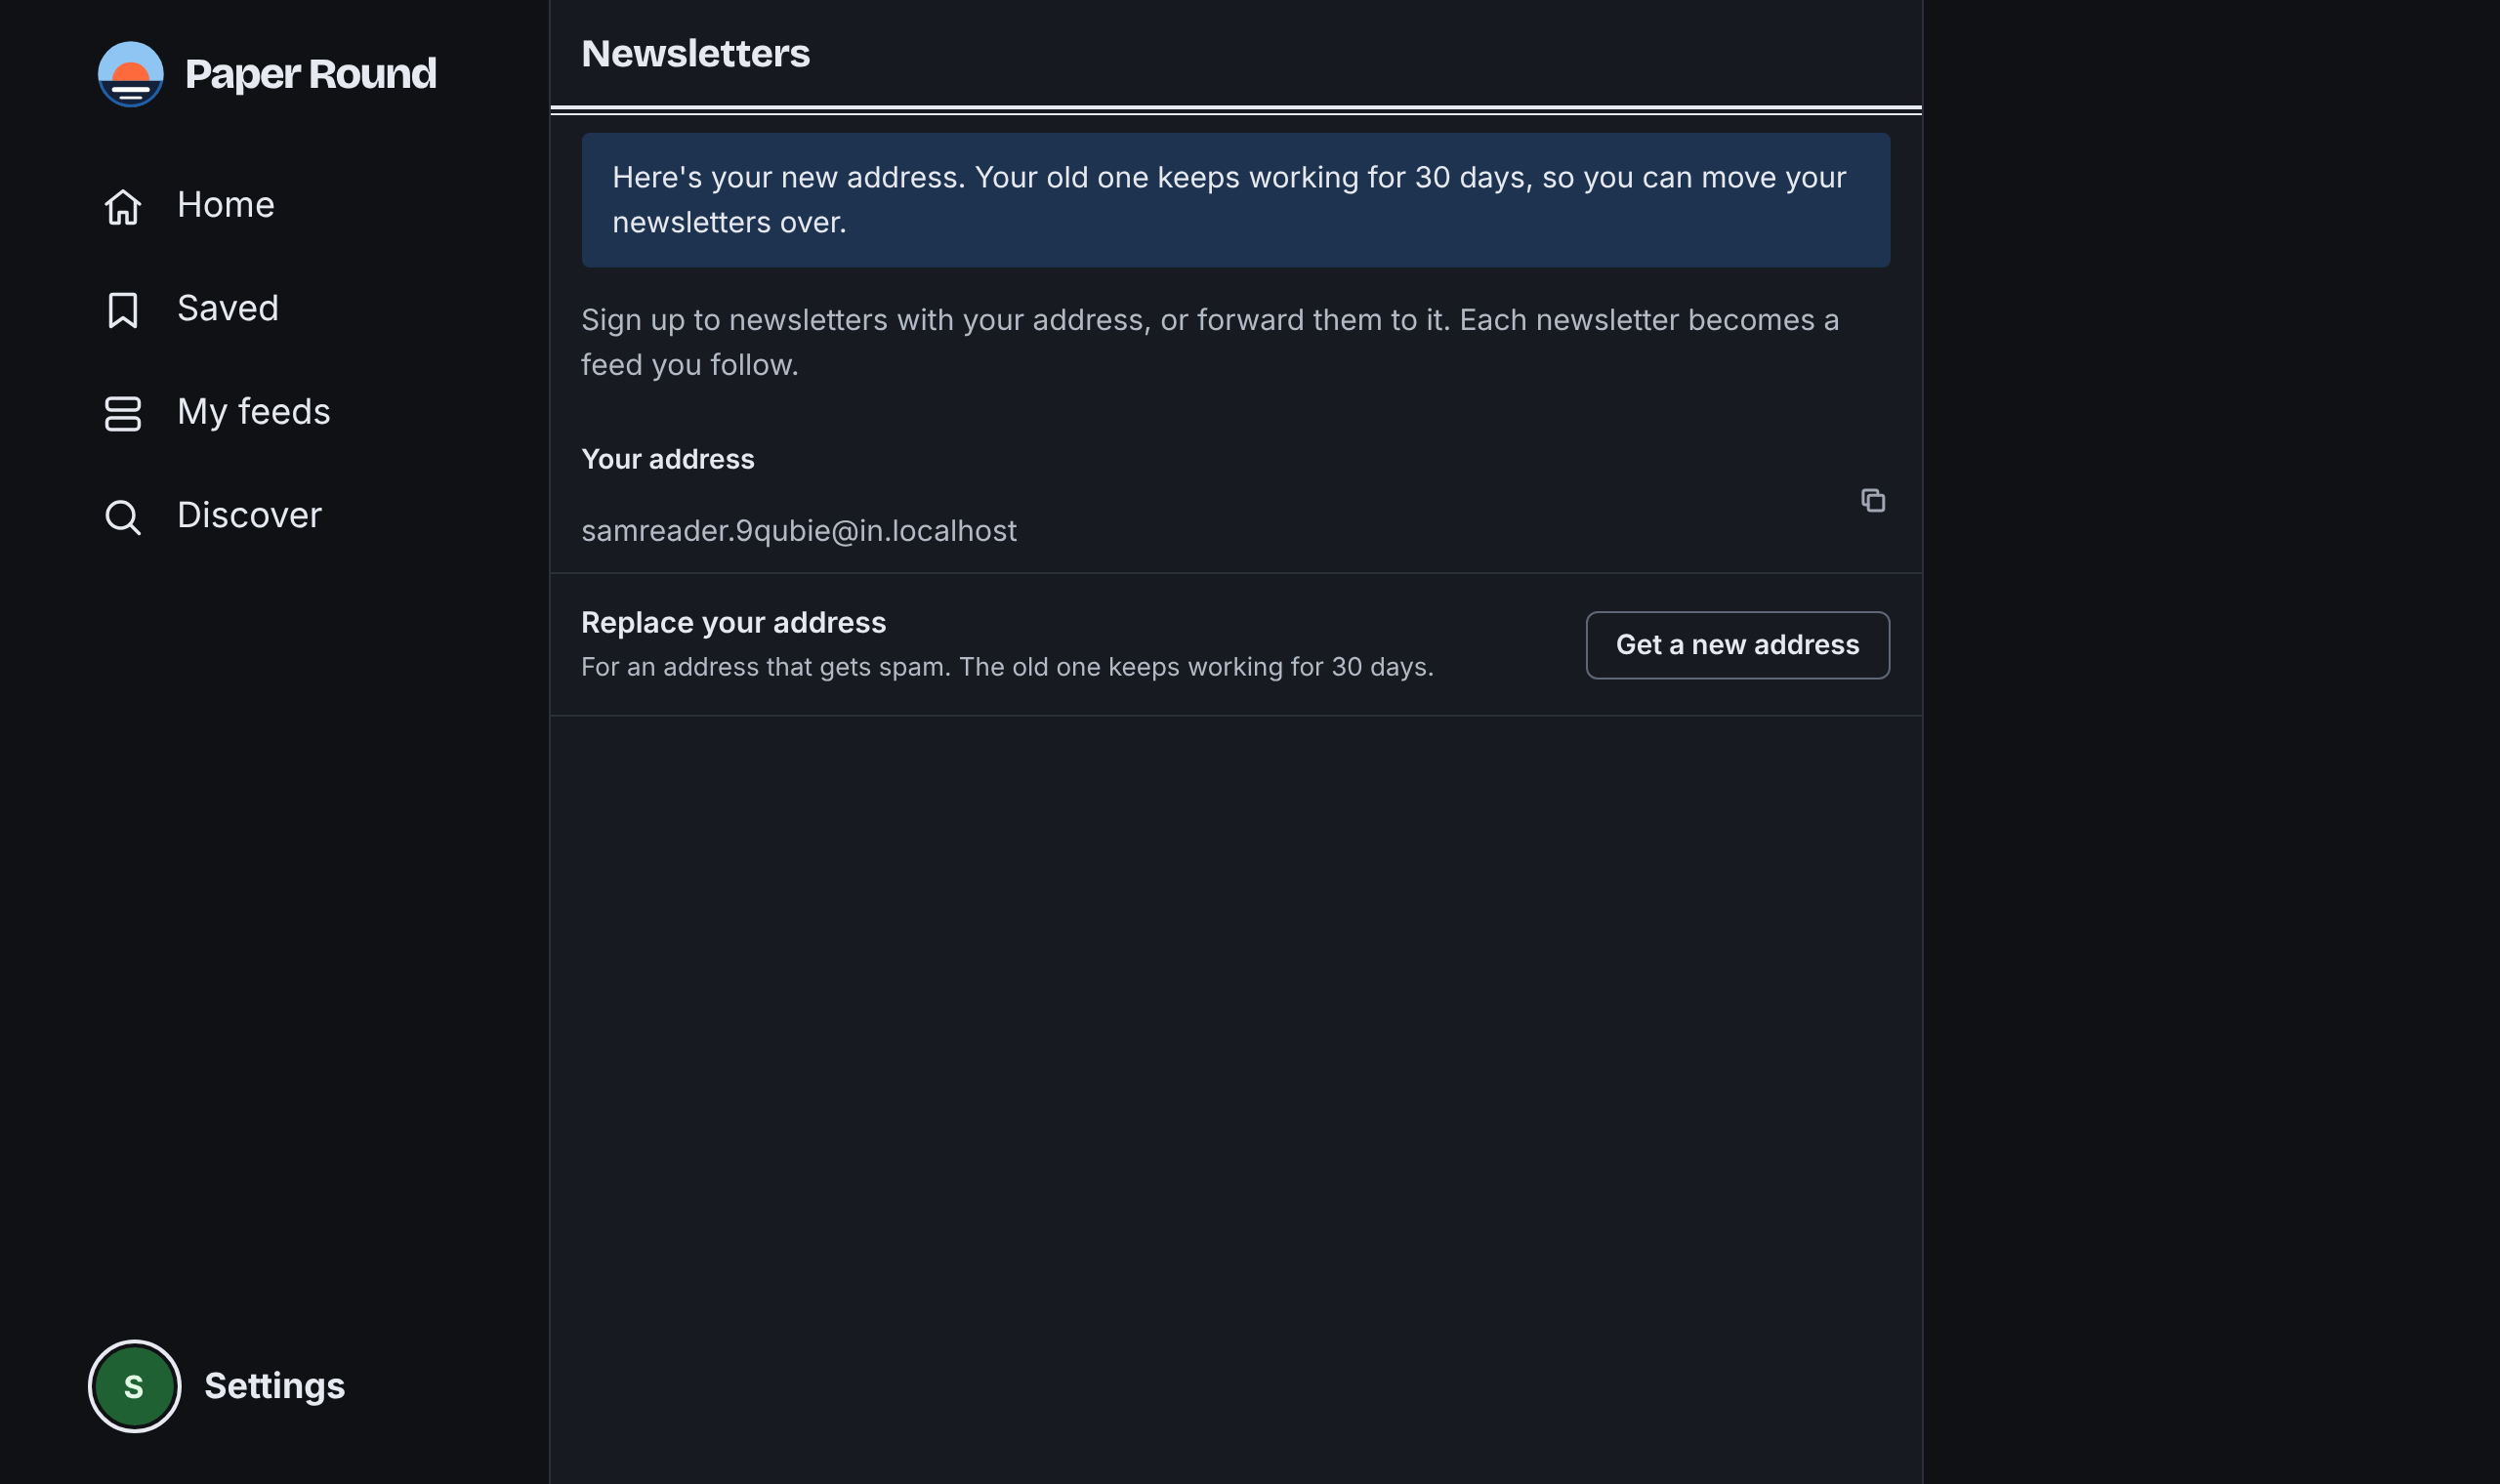 Paper Round
Home
Saved
My feeds
Discover
S
Settings
Newsletters
Here's your new address. Your old one keeps working for 30 days, so you can move your
newsletters over.
Sign up to newsletters with your address, or forward them to it. Each newsletter becomes a
feed you follow.
Your address
samreader.9qubie@in.localhost
Replace your address
For an address that gets spam. The old one keeps working for 30 days.
Get a new address